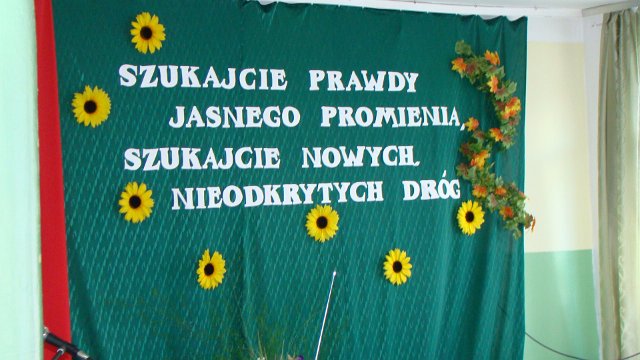 SZUKAJCIE PRAWDY
JASNEGO PROMIENIA,
SZUKAJCIE NOWYCH,
NIEODKRYTYCH DRÓG